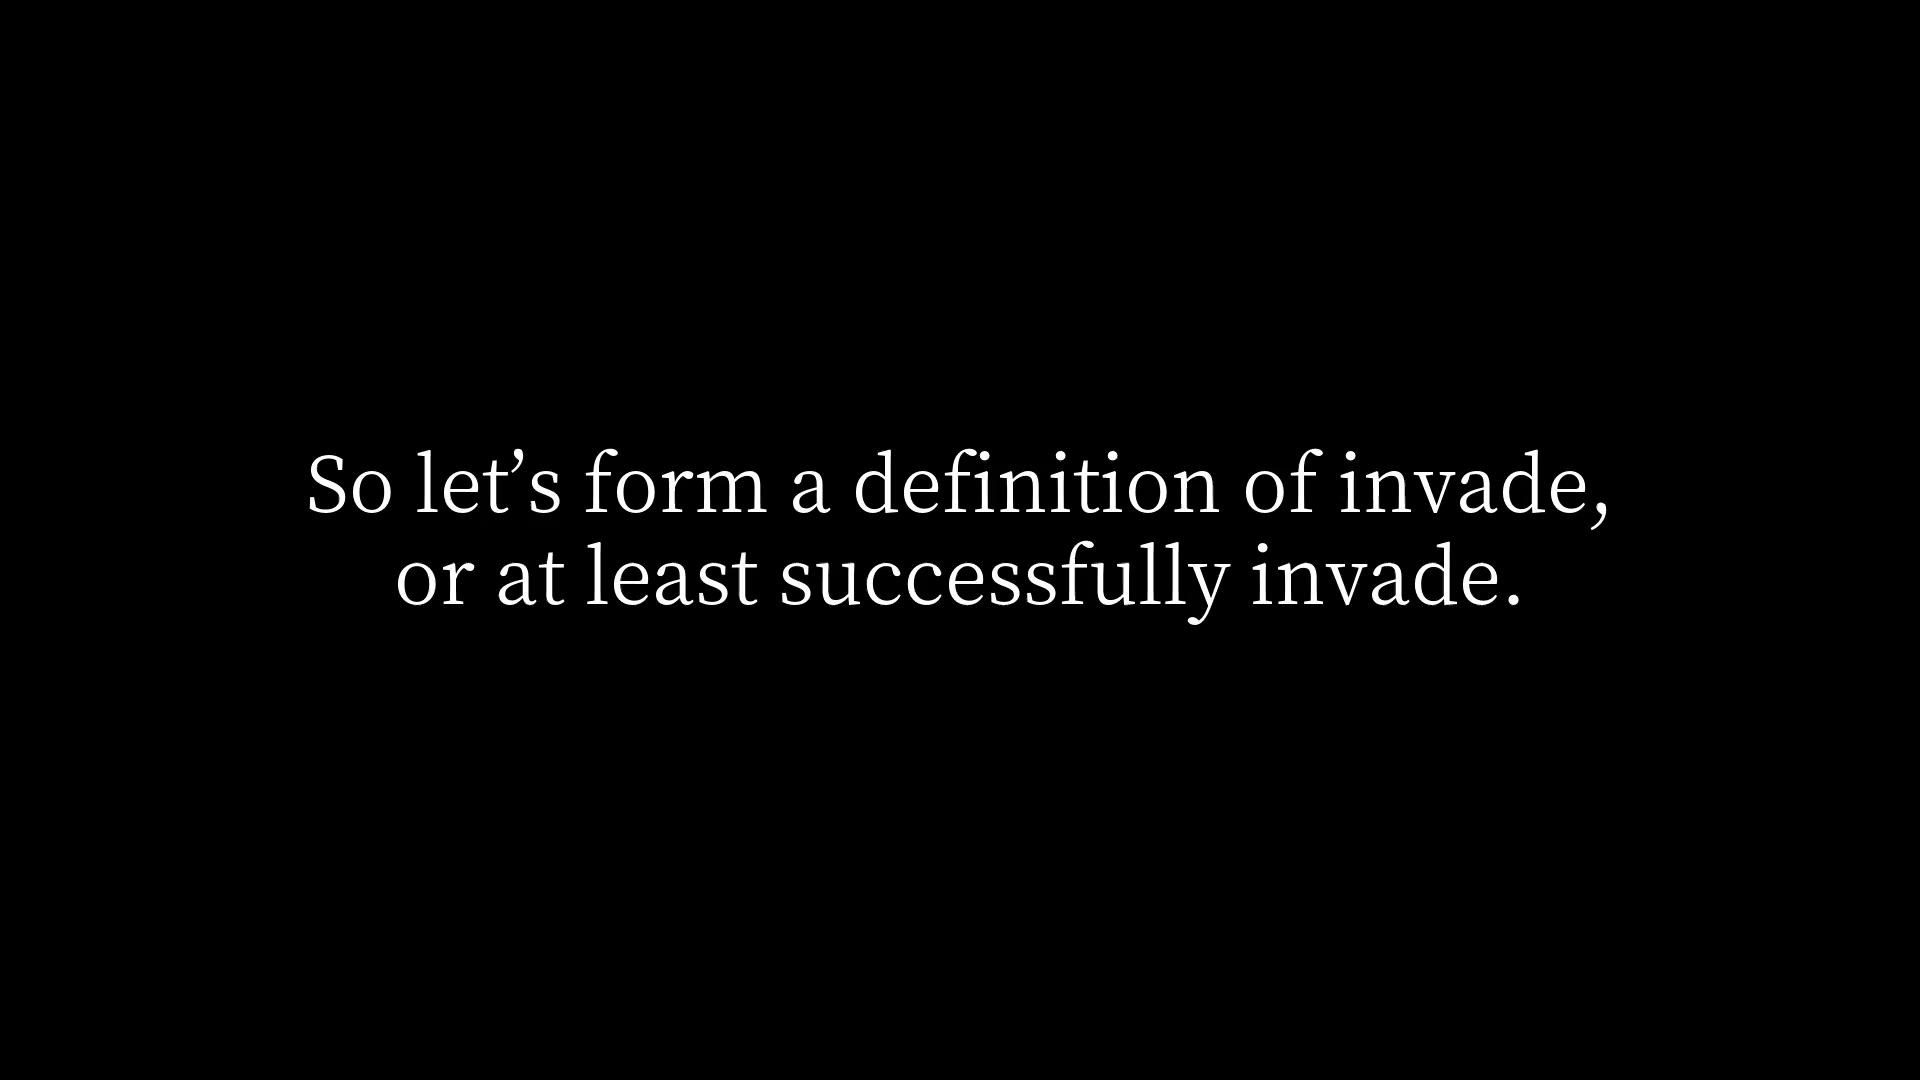 So let’s form a definition of invade,
or at least successfully invade.